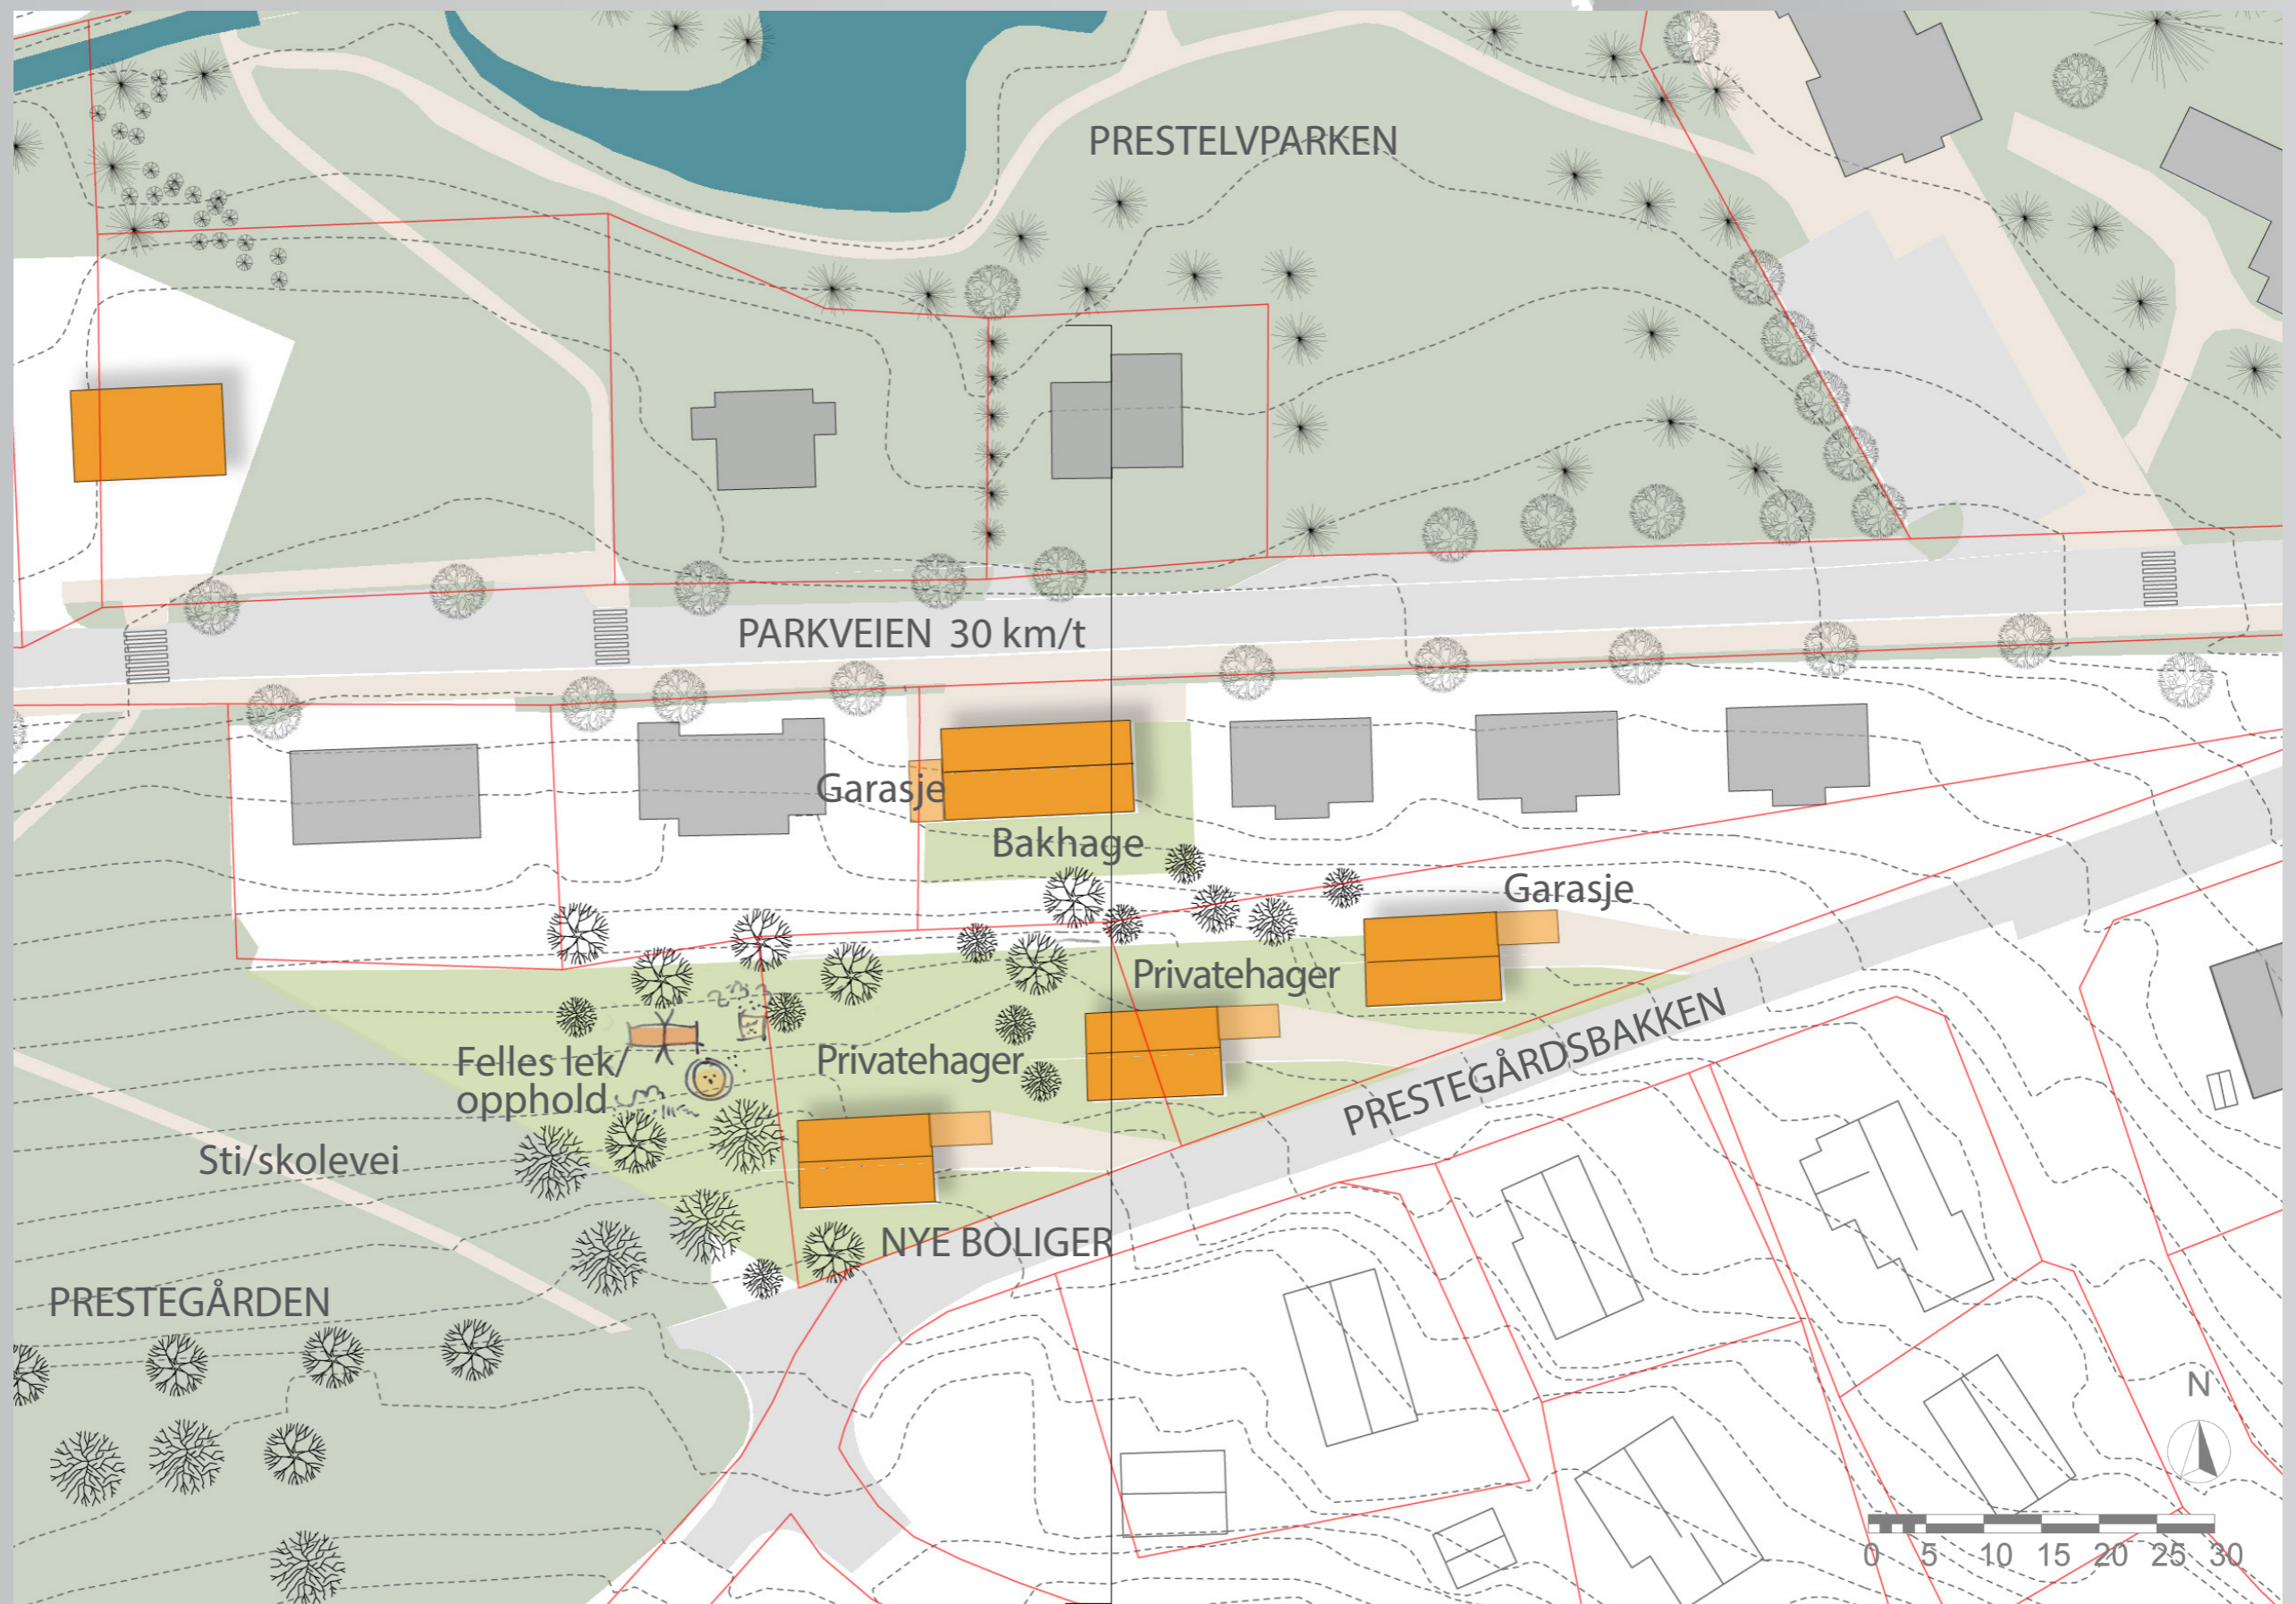 PRESTELVPARKEN
PARKVEIEN 30 km/t
Garasje
Bakhage
Garasje
Privatehager
Felles lek/
opphold
Privatehager
PRESTEGÅRDSBAKKEN
Sti/skolevei
NYE BOLIGER
PRESTEGÅRDEN
N
0 5 10 15 20 25 30